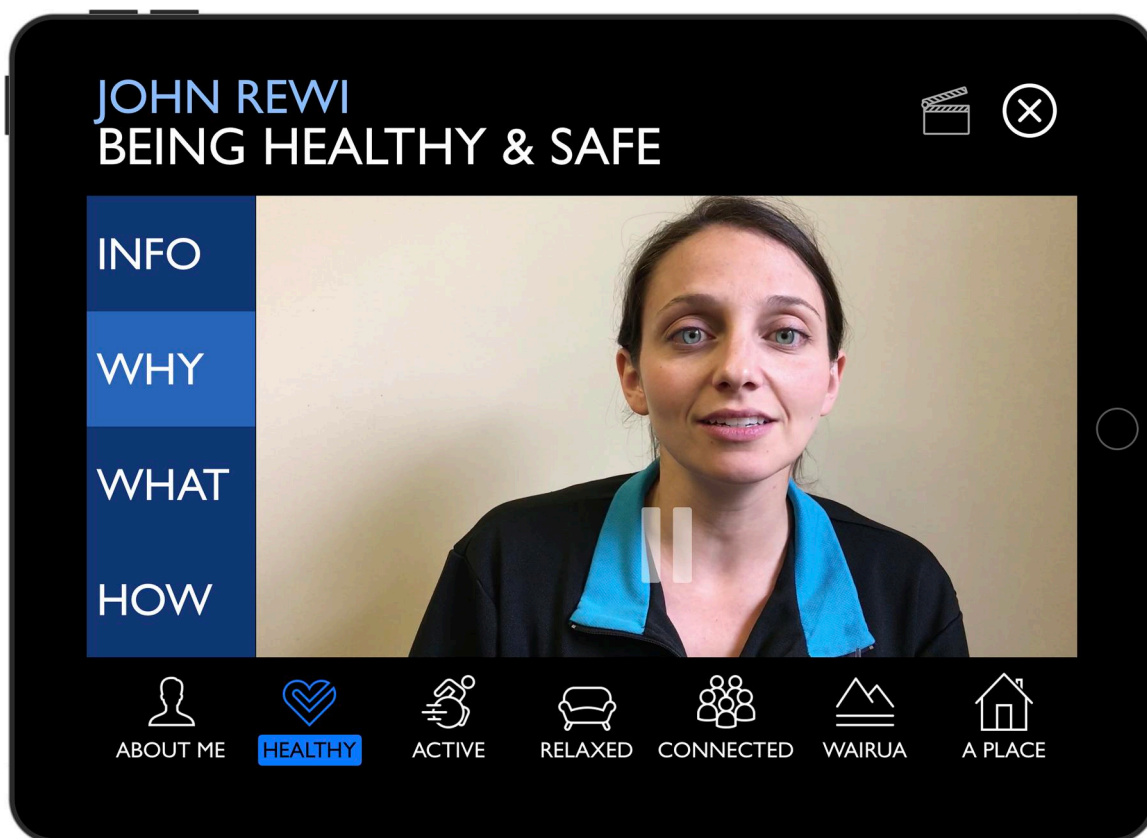 JOHN REWI
BEING HEALTHY & SAFE
INFO
WHY
WHAT
HOW
ABOUT ME
HEALTHY
ACTIVE
RELAXED
CONNECTED
WAIRUA
A PLACE